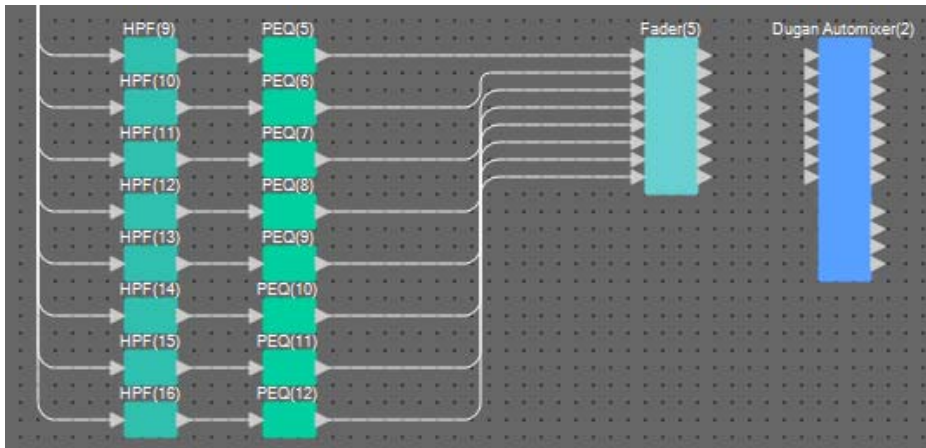 HPF(9) PEQ(5) Fader(5) Dugan Automixer(2)
HPF(10) PEQ(6)
HPF(11) PEQ(7)
HPF(12) PEQ(8)
HPF(13) PEQ(9)
HPF(14) PEQ(10)
HPF(15) PEQ(11)
HPF(16) PEQ(12)